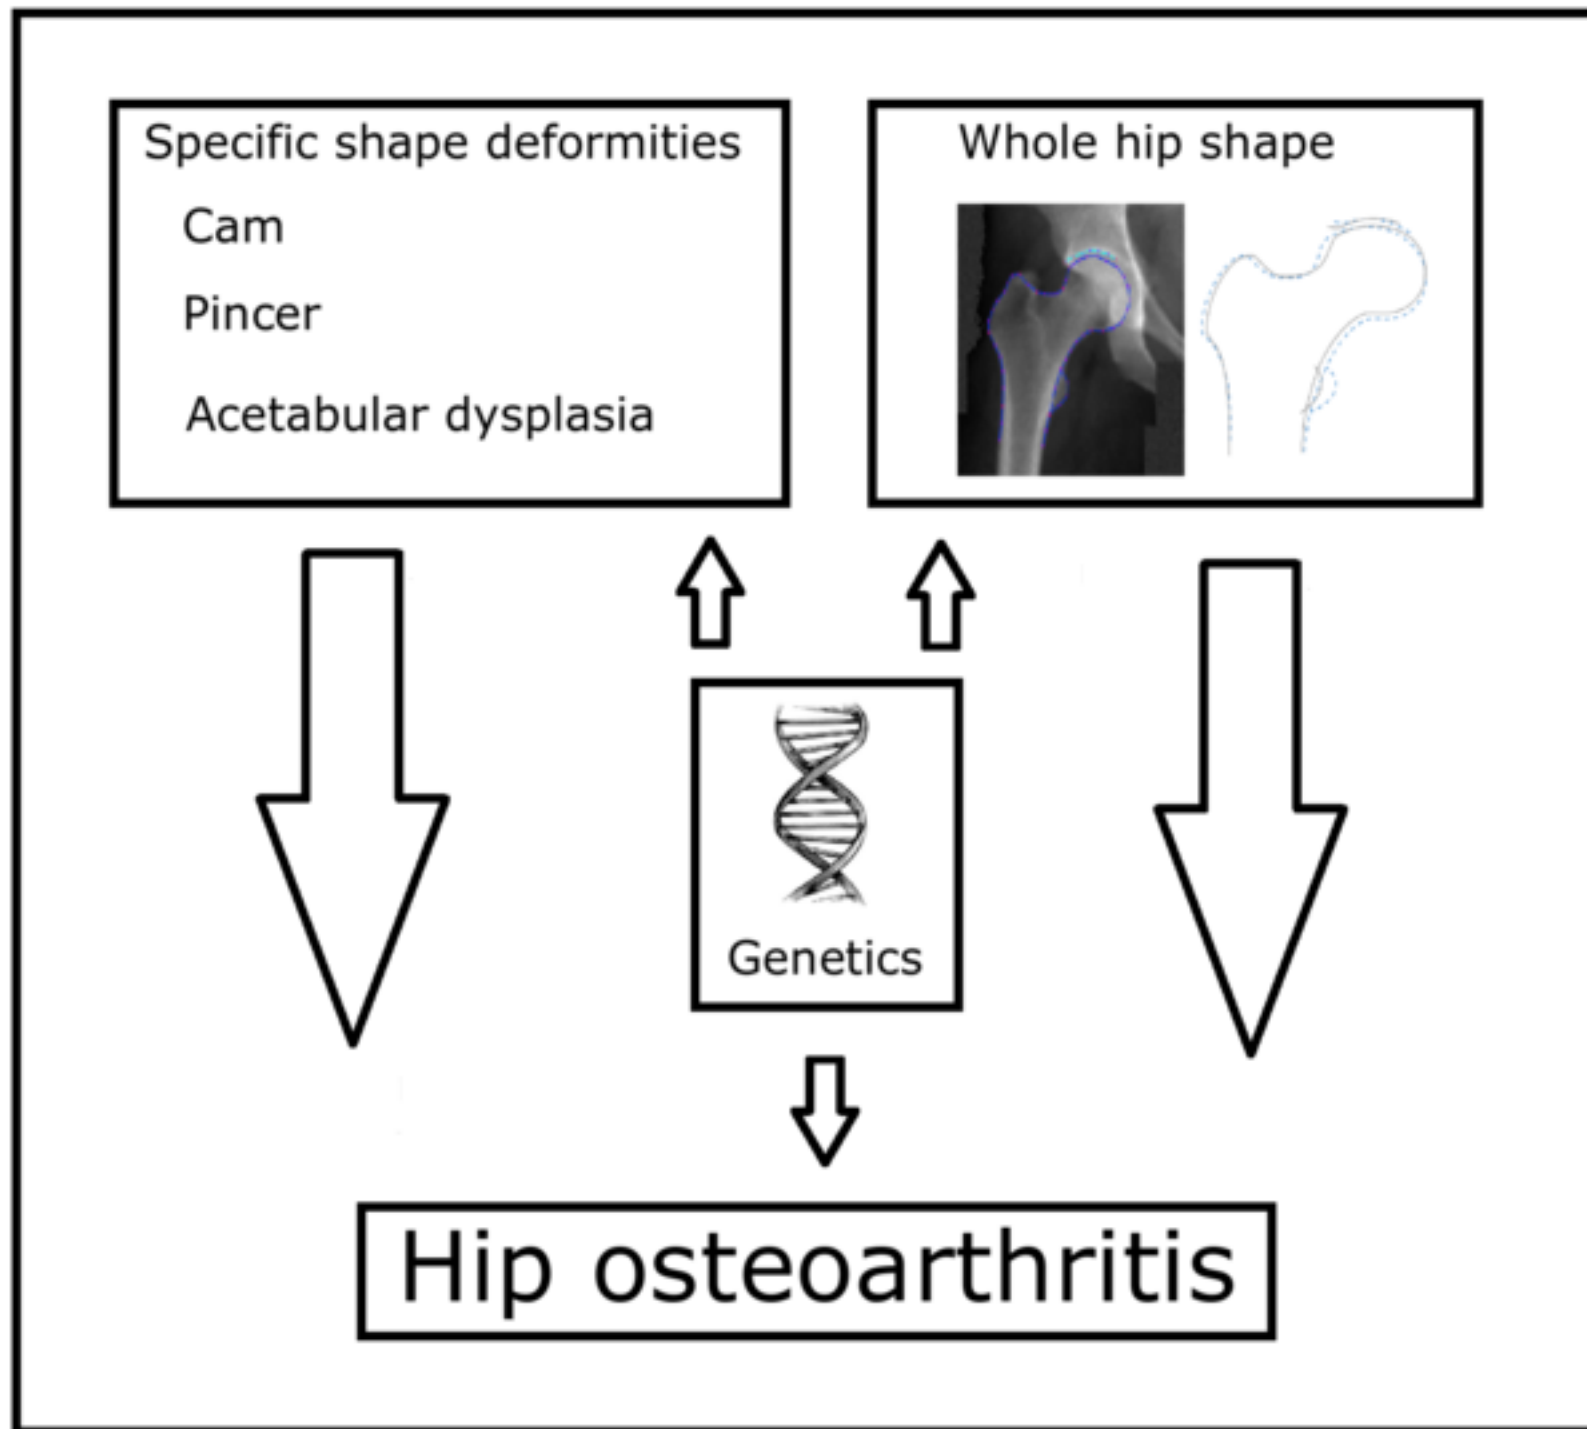 Specific shape deformities
Cam
Pincer
Acetabular dysplasia
Whole hip shape
Genetics
Hip osteoarthritis